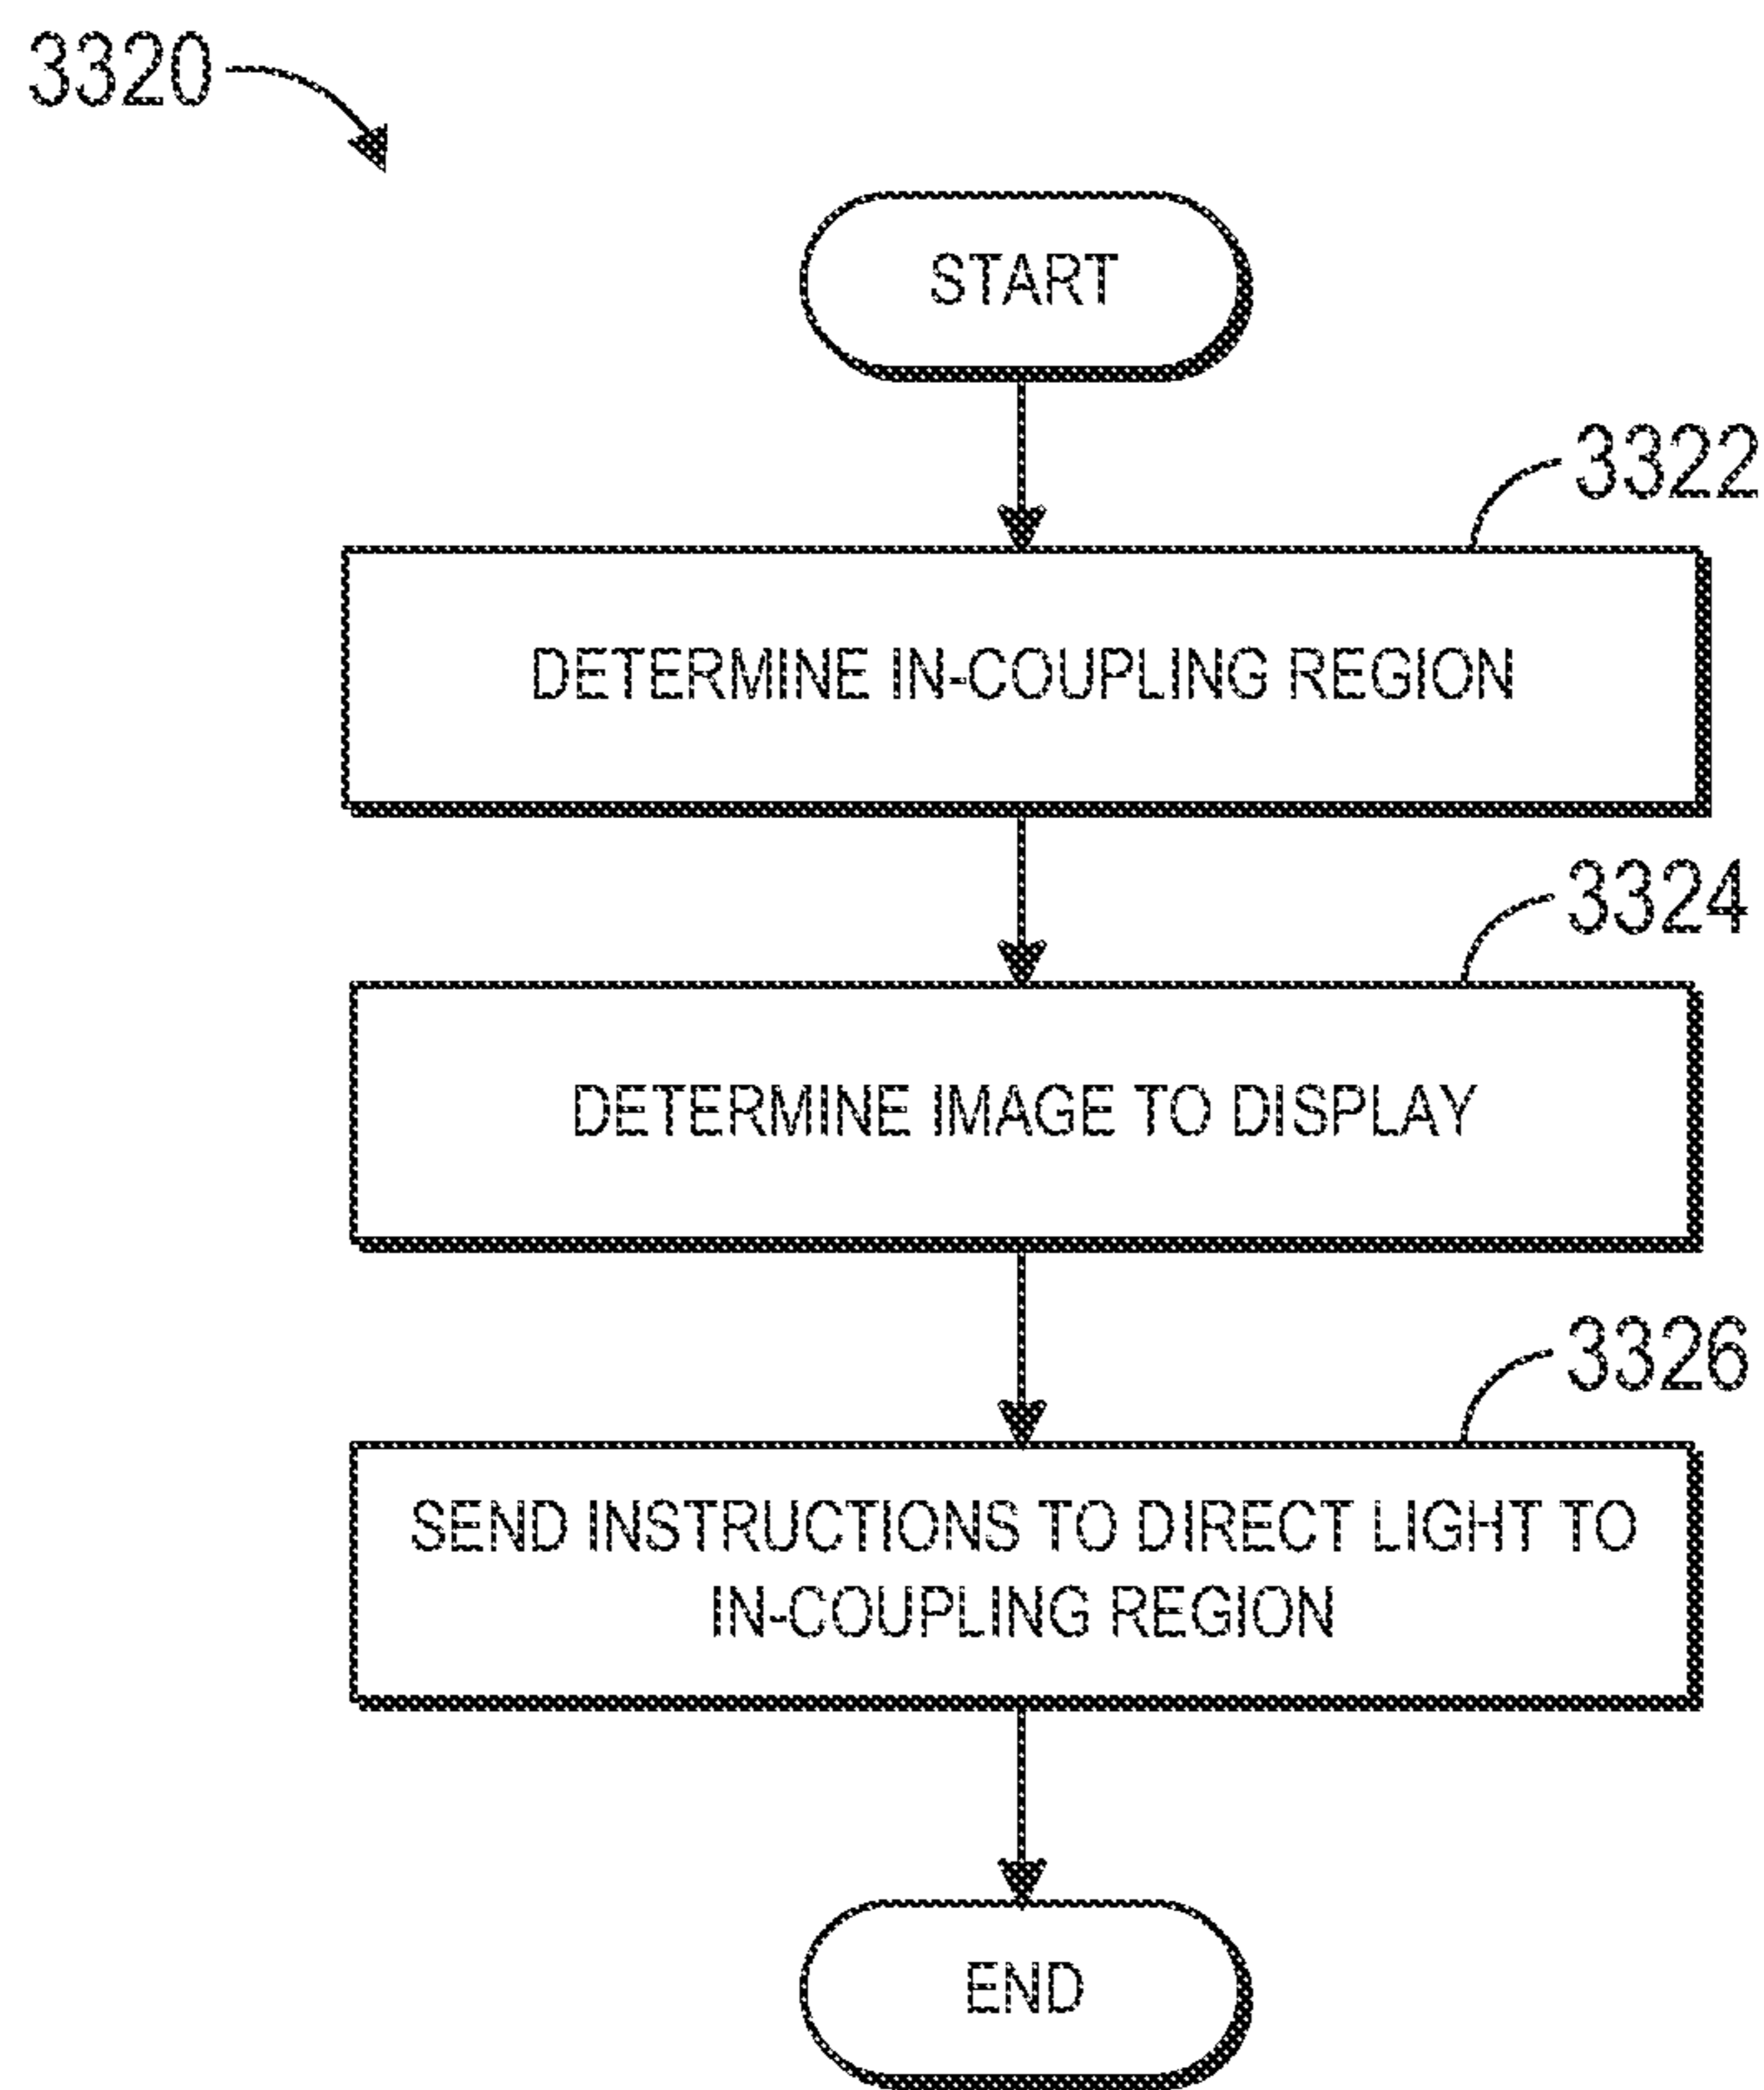 3320
START
3322
DETERMINE IN-COUPLING REGION
3324
DETERMINE IMAGE TO DISPLAY
3326
SEND INSTRUCTIONS TO DIRECT LIGHT TO
IN-COUPLING REGION
END